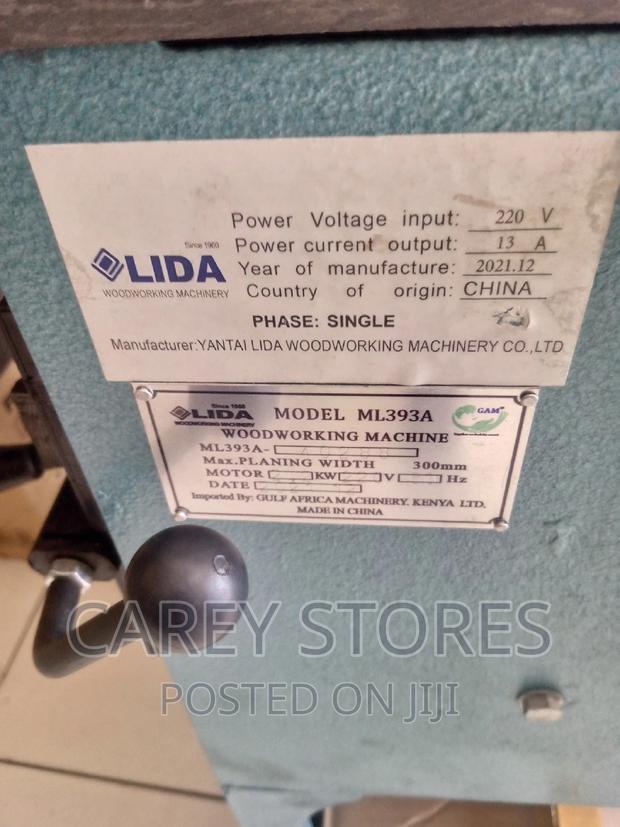 Since 1960
LIDA
WOODWORKING MACHINERY
Power Voltage input: 220 V
Power current output: 13 A
Year of manufacture: 2021.12
Country of origin: CHINA
PHASE: SINGLE
Manufacturer:YANTAI LIDA WOODWORKING MACHINERY CO.,LTD
LIDA
WOODWORKING MACHINERY
MODEL ML393A
GAM
WOODWORKING MACHINE
ML393A-
Max.PLANING WIDTH 300mm
MOTOR KW V Hz
DATE
Imported By: GULF AFRICA MACHINERY. KENYA LTD.
MADE IN CHINA
CAREY STORES
POSTED ON JIJI